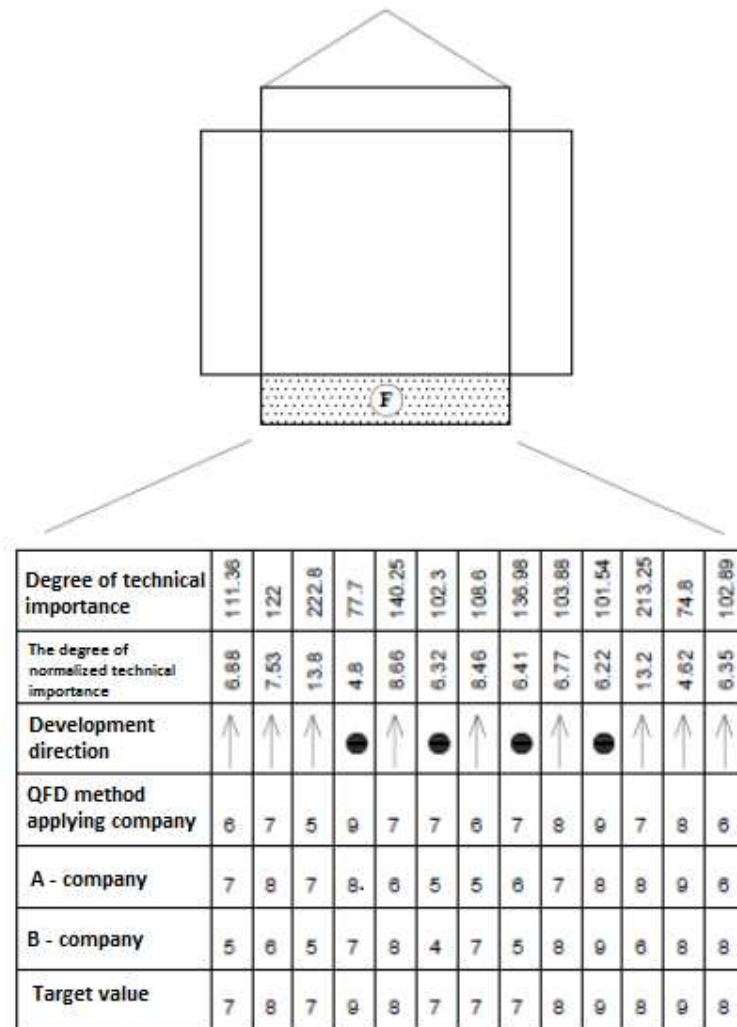 F
Degree of technical importance 111.36 122 222.8 77.7 140.25 102.3 108.6 136.98 103.88 101.54 213.25 74.8 102.89
The degree of normalized technical importance 6.88 7.53 13.8 4.8 8.66 6.32 8.46 6.41 6.77 6.22 13.2 4.62 6.35
Development direction
QFD method applying company 6 7 5 9 7 7 6 7 8 9 7 8 6
A - company 7 8 7 8. 6 5 5 6 7 8 8 9 6
B - company 5 6 5 7 8 4 7 5 8 9 6 8 8
Target value 7 8 7 9 8 7 7 7 8 9 8 9 8